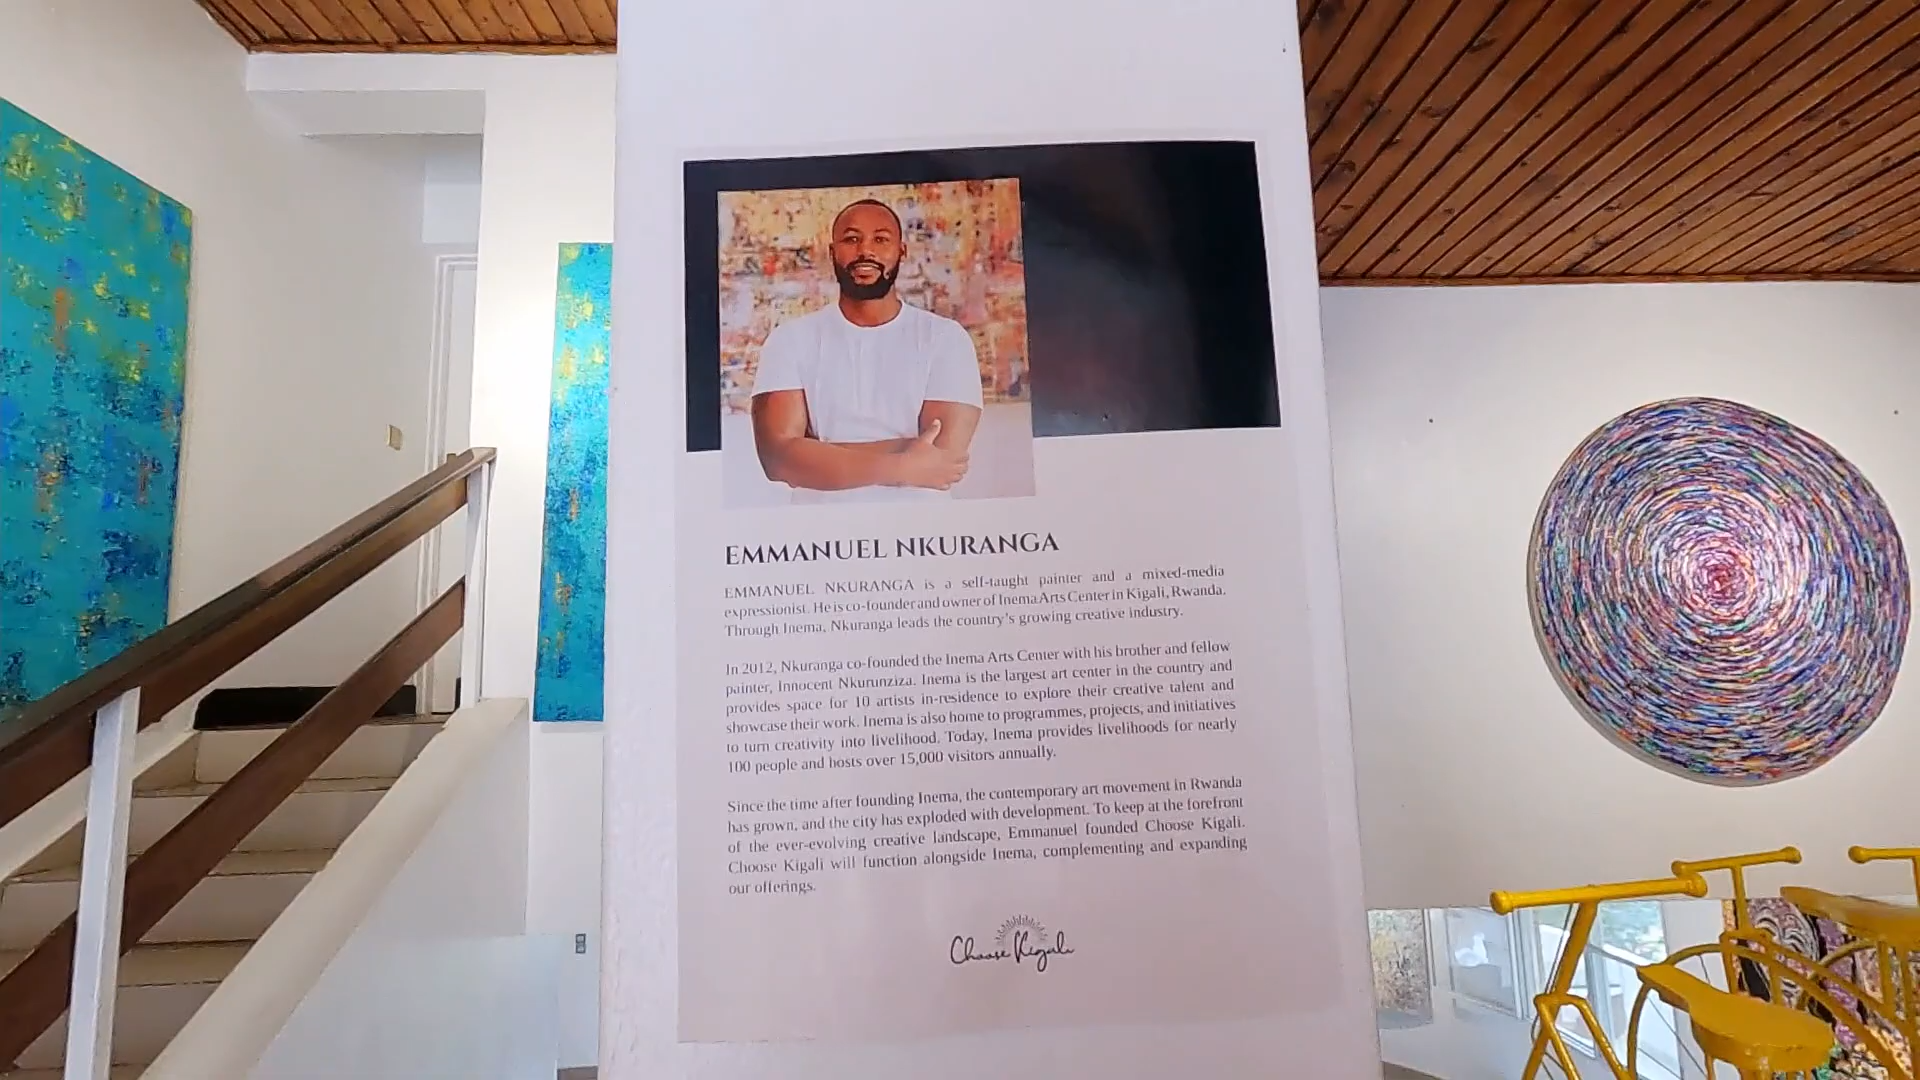 EMMANUEL NKURANGA
EMMANUEL NKURANGA is a self-taught painter and a mixed-media
expressionist. He is co-founder and owner of Inema Arts Center in Kigali, Rwanda.
Through Inema, Nkuranga leads the country's growing creative industry.
In 2012, Nkuranga co-founded the Inema Arts Center with his brother and fellow
painter, Innocent Nkurunziza. Inema is the largest art center in the country and
provides space for 10 artists in-residence to explore their creative talent and
showcase their work. Inema is also home to programmes, projects, and initiatives
to turn creativity into livelihood. Today, Inema provides livelihoods for nearly
100 people and hosts over 15,000 visitors annually.
Since the time after founding Inema, the contemporary art movement in Rwanda
has grown, and the city has exploded with development. To keep at the forefront
of the ever-evolving creative landscape, Emmanuel founded Choose Kigali.
Choose Kigali will function alongside Inema, complementing and expanding
our offerings.
Choose Kigali